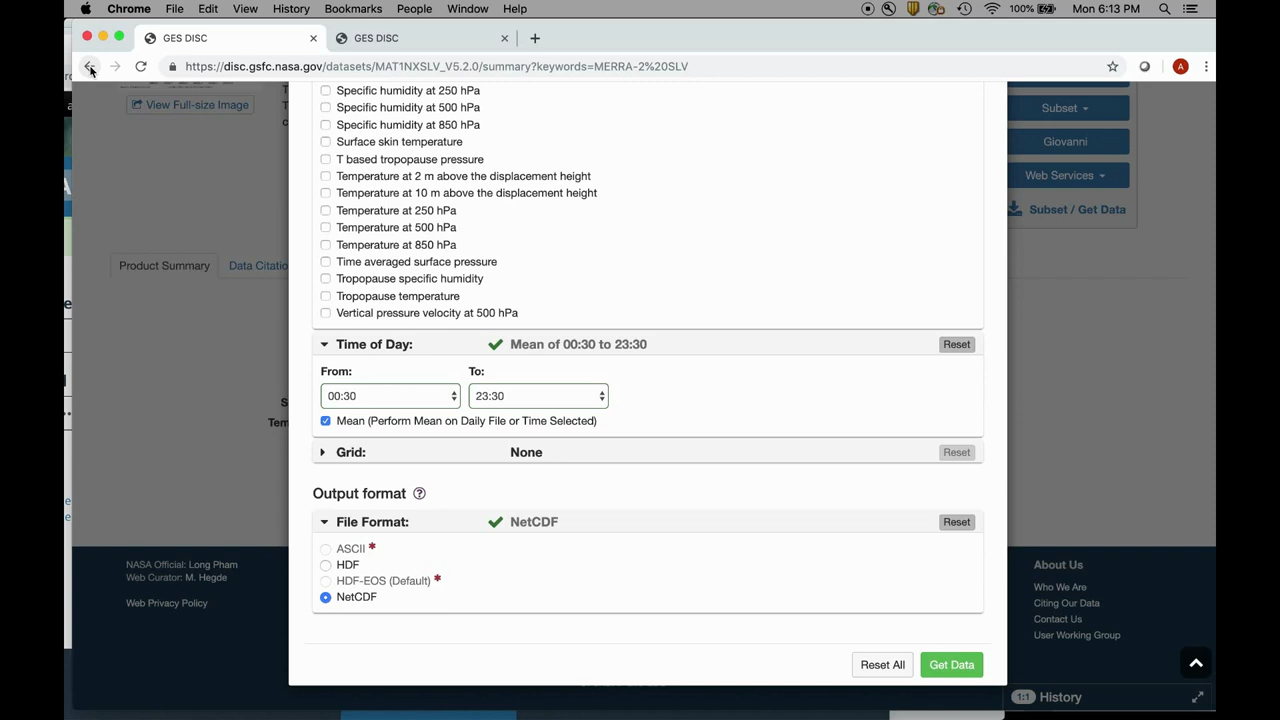 Chrome File Edit View History Bookmarks People Window Help 100% Mon 6:13 PM
GES DISC GES DISC
https://disc.gsfc.nasa.gov/datasets/MAT1NXSLV_V5.2.0/summary?keywords=MERRA-2%20SLV A
View Full-size Image
Specific humidity at 250 hPa
Specific humidity at 500 hPa
Specific humidity at 850 hPa
Surface skin temperature
T based tropopause pressure
Temperature at 2 m above the displacement height
Temperature at 10 m above the displacement height
Temperature at 250 hPa
Temperature at 500 hPa
Temperature at 850 hPa
Time averaged surface pressure
Tropopause specific humidity
Tropopause temperature
Vertical pressure velocity at 500 hPa
Subset
Giovanni
Web Services
Subset / Get Data
Product Summary Data Citatio
Time of Day: Mean of 00:30 to 23:30 Reset
From: To:
00:30 23:30
Mean (Perform Mean on Daily File or Time Selected)
Grid: None Reset
Output format ?
File Format: NetCDF Reset
ASCII *
HDF
HDF-EOS (Default) *
NetCDF
Reset All Get Data
NASA Official: Long Pham
Web Curator: M. Hegde
Web Privacy Policy
About Us
Who We Are
Citing Our Data
Contact Us
User Working Group
1:1 History